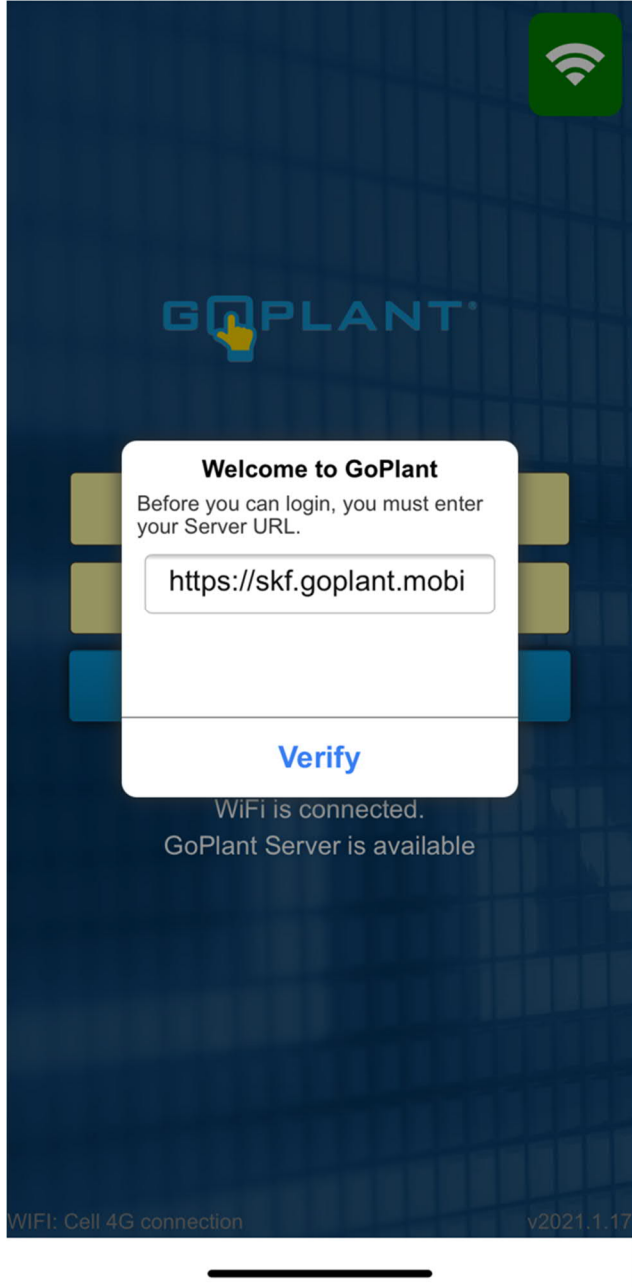 GOPLANT®
Welcome to GoPlant
Before you can login, you must enter
your Server URL.
https://skf.goplant.mobi
Verify
WiFi is connected.
GoPlant Server is available
WIFI: Cell 4G connection
v2021.1.17